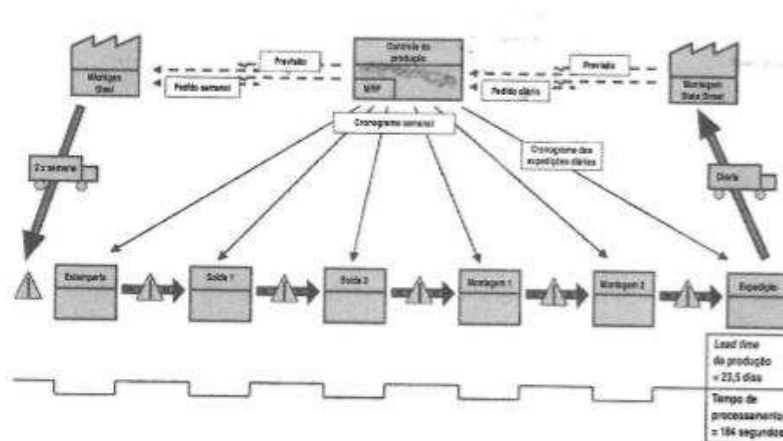 Michigan
Steel
Previsão
Pedido semanal
Controle da
produção
MRP
Previsão
Pedido diário
Montagem
State Street
Cronograma semanal
Cronograma das
expedições diárias
2 x semana
Diária
Estamparia
Solda 1
Solda 2
Montagem 1
Montagem 2
Expedição
Lead time
da produção
= 23,5 dias
Tempo de
processamento
= 184 segundos